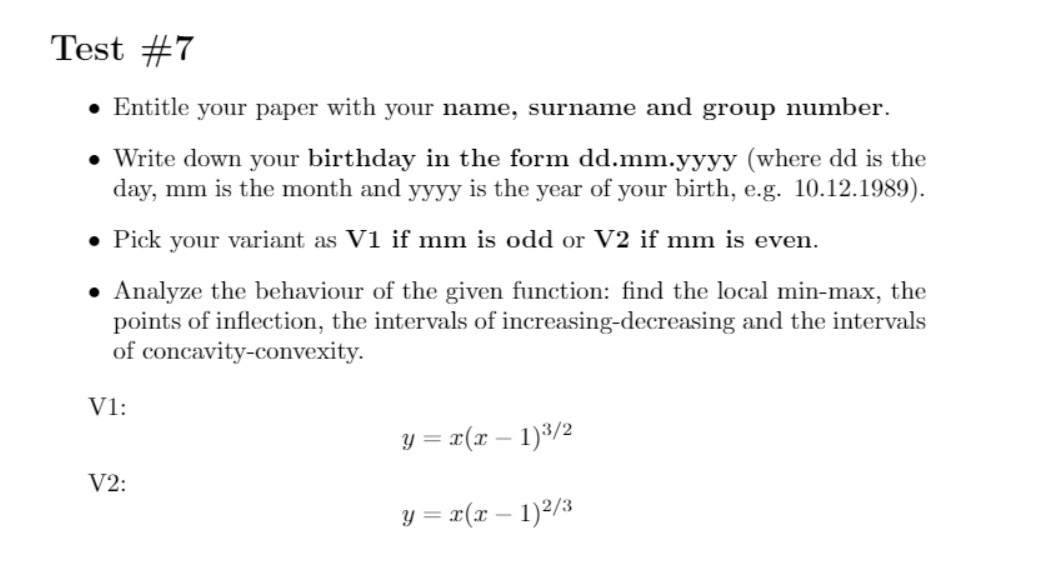 Test #7
• Entitle your paper with your name, surname and group number.
• Write down your birthday in the form dd.mm.yyyy (where dd is the
day, mm is the month and yyyy is the year of your birth, e.g. 10.12.1989).
• Pick your variant as V1 if mm is odd or V2 if mm is even.
• Analyze the behaviour of the given function: find the local min-max, the
points of inflection, the intervals of increasing-decreasing and the intervals
of concavity-convexity.
V1:
y = x(x − 1)^{3/2}
V2:
y = x(x − 1)^{2/3}